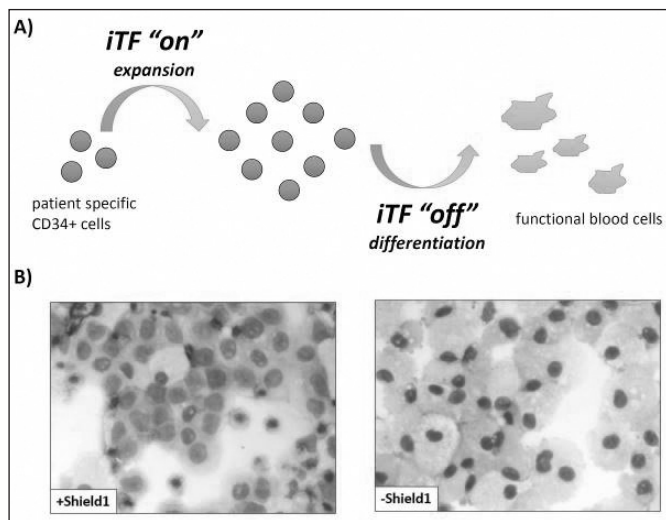 A)
iTF “on”
expansion
patient specific
CD34+ cells
iTF “off”
differentiation
functional blood cells
B)
+Shield1
-Shield1